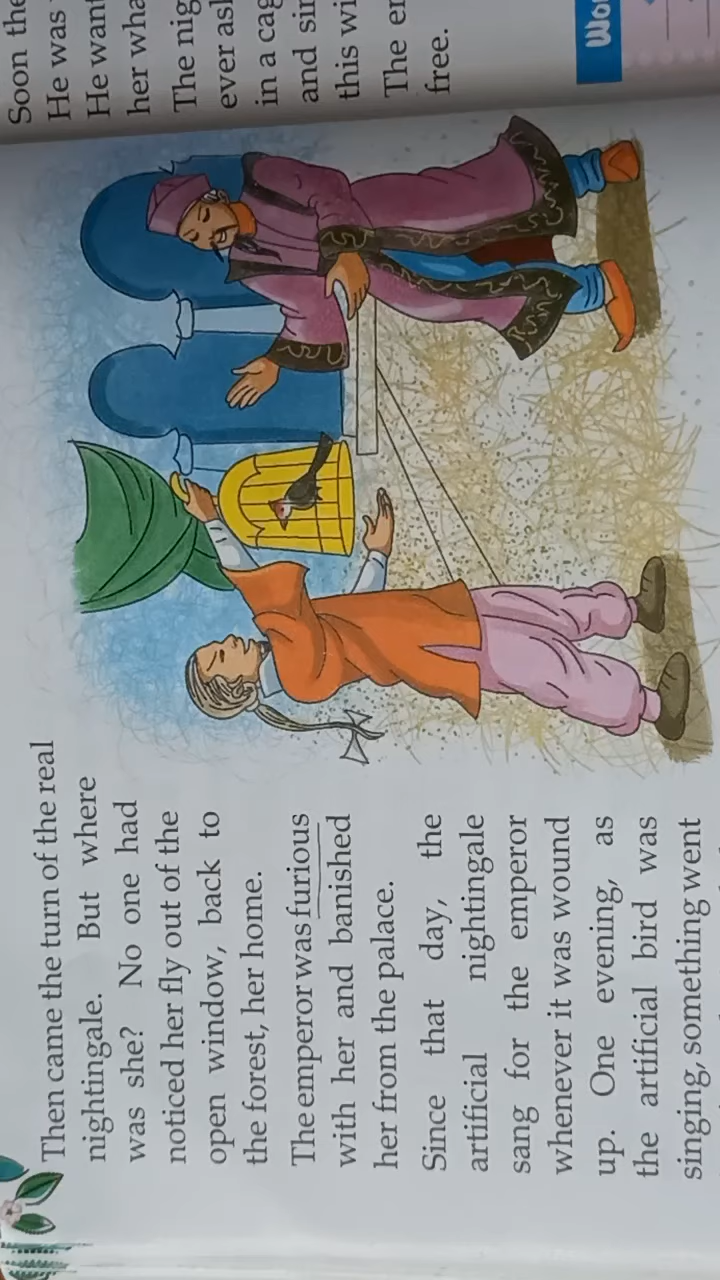 Then came the turn of the real
nightingale. But where
was she? No one had
noticed her fly out of the
open window, back to
the forest, her home.
The emperor was furious
with her and banished
her from the palace.
Since that day, the
artificial nightingale
sang for the emperor
whenever it was wound
up. One evening, as
the artificial bird was
singing, something went
Soon the
He was
He want
her wha
The nig
ever asl
in a cag
and sin
this wi
The er
free.
Wor